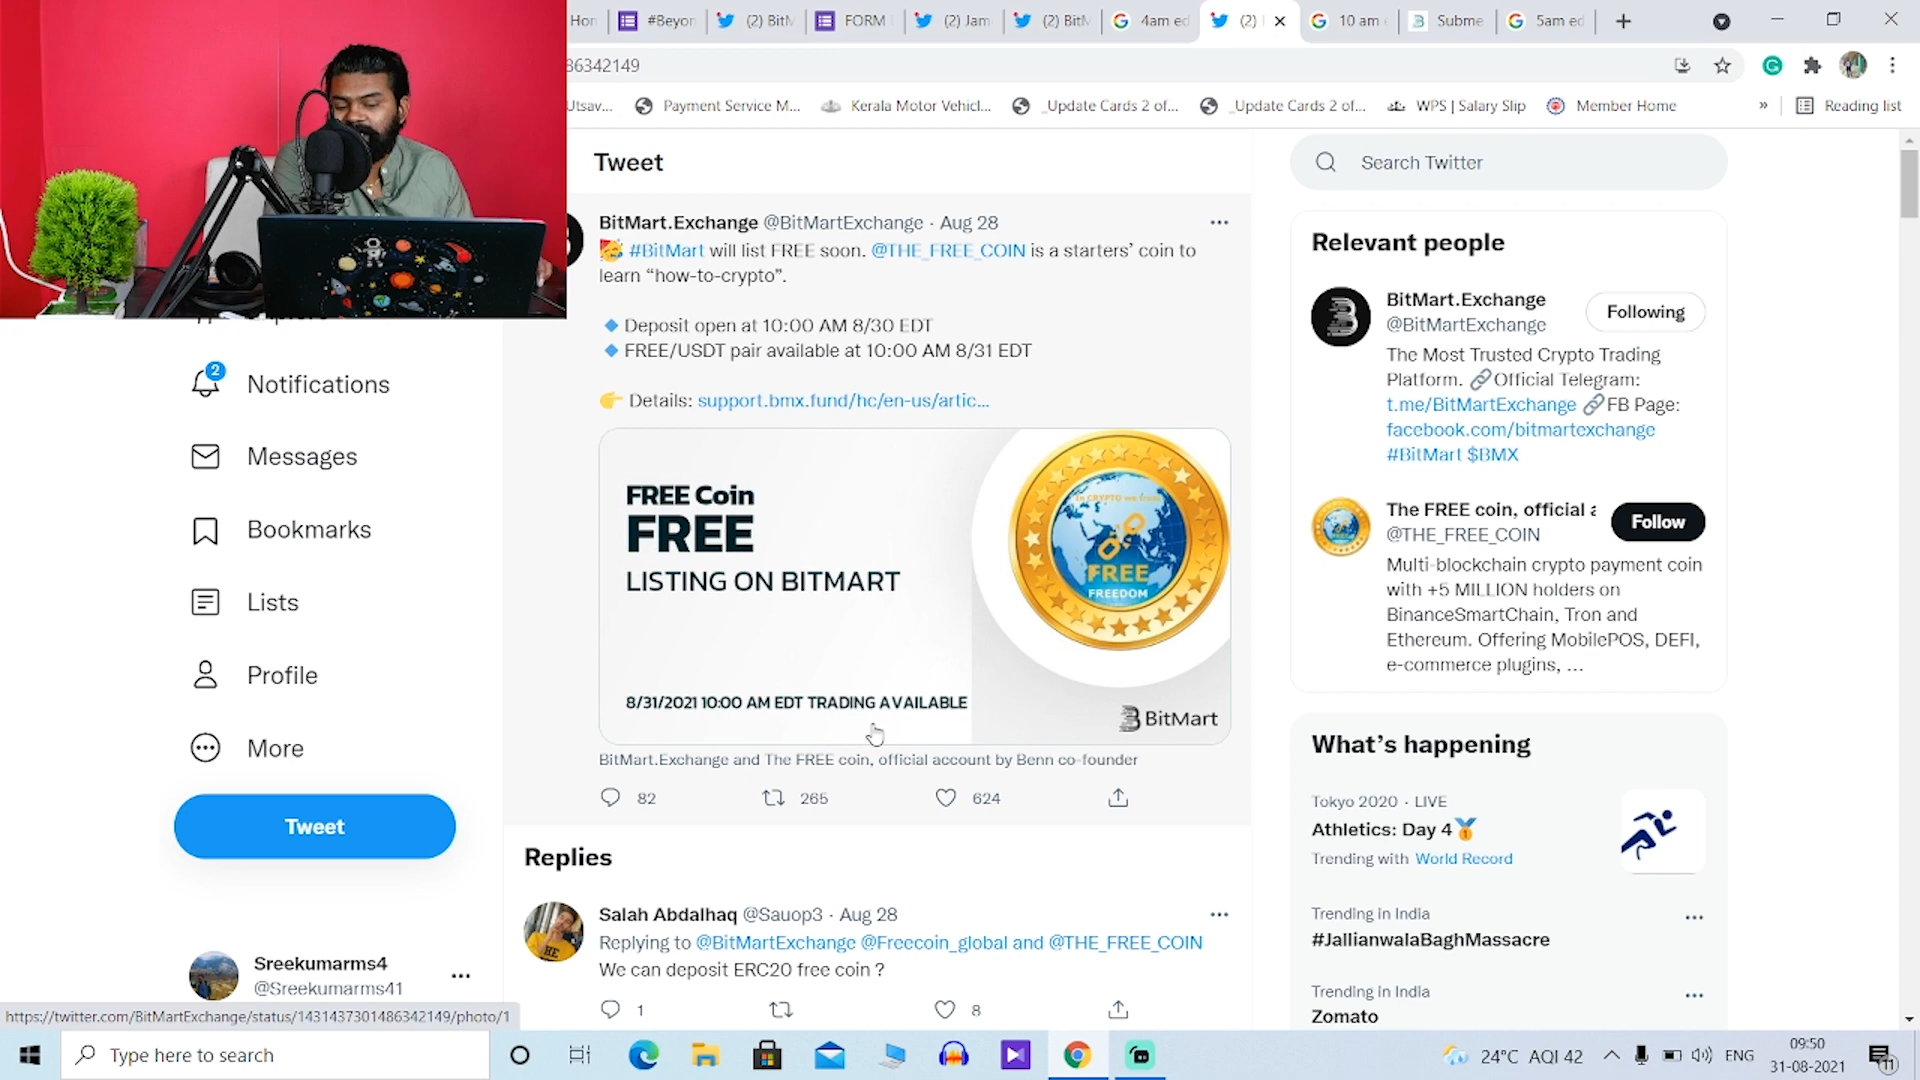 Hon
#Beyon
(2) BitM
FORM
(2) Jam
(2) BitM
4am ed
(2)
10 am
Subme
5am ed
36342149
Utsav...
Payment Service M...
Kerala Motor Vehicl...
_Update Cards 2 of...
_Update Cards 2 of...
WPS | Salary Slip
Member Home
»
Reading list
Tweet
BitMart.Exchange @BitMartExchange · Aug 28
#BitMart will list FREE soon. @THE_FREE_COIN is a starters' coin to
learn “how-to-crypto”.
Deposit open at 10:00 AM 8/30 EDT
FREE/USDT pair available at 10:00 AM 8/31 EDT
Details: support.bmx.fund/hc/en-us/artic...
FREE Coin
FREE
LISTING ON BITMART
8/31/2021 10:00 AM EDT TRADING AVAILABLE
In CRYPTO we trust
FREE
FREEDOM
BitMart
BitMart.Exchange and The FREE coin, official account by Benn co-founder
82
265
624
Replies
Salah Abdalhaq @Sauop3 · Aug 28
Replying to @BitMartExchange @Freecoin_global and @THE_FREE_COIN
We can deposit ERC20 free coin ?
1
8
2
Notifications
Messages
Bookmarks
Lists
Profile
More
Tweet
Sreekumarms4
@Sreekumarms41
https://twitter.com/BitMartExchange/status/1431437301486342149/photo/1
Search Twitter
Relevant people
BitMart.Exchange
@BitMartExchange
Following
The Most Trusted Crypto Trading
Platform. Official Telegram:
t.me/BitMartExchange FB Page:
facebook.com/bitmartexchange
#BitMart $BMX
The FREE coin, official
@THE_FREE_COIN
Follow
Multi-blockchain crypto payment coin
with +5 MILLION holders on
BinanceSmartChain, Tron and
Ethereum. Offering MobilePOS, DEFI,
e-commerce plugins, ...
What's happening
Tokyo 2020 · LIVE
Athletics: Day 4
Trending with World Record
Trending in India
#JallianwalaBaghMassacre
Trending in India
Zomato
Type here to search
24°C AQI 42
ENG
09:50
31-08-2021
11